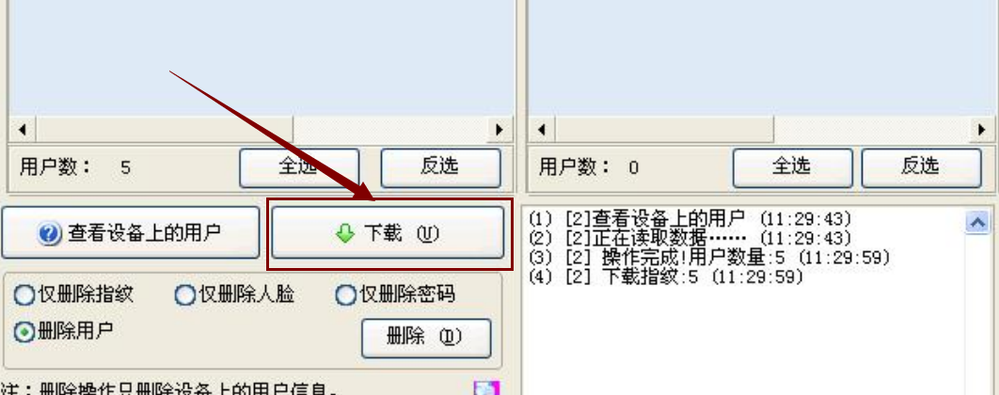 用户数： 5
全选
反选
用户数： 0
全选
反选
查看设备上的用户
下载 (U)
(1) [2]查看设备上的用户 (11:29:43)
(2) [2]正在读取数据…… (11:29:43)
(3) [2] 操作完成!用户数量:5 (11:29:59)
(4) [2] 下载指纹:5 (11:29:59)
仅删除指纹
仅删除人脸
仅删除密码
删除用户
删除 (D)
注：删除操作只删除设备上的用户信息。